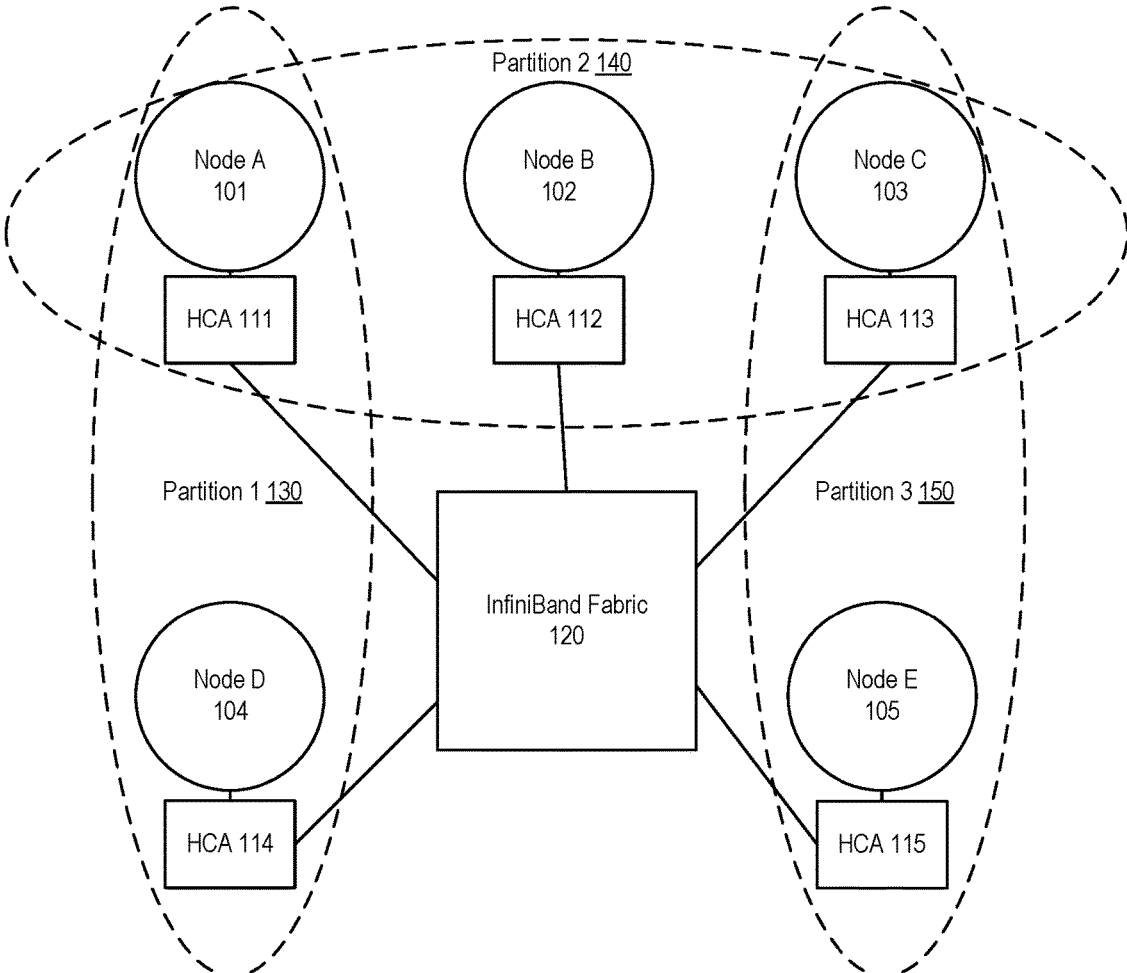 Partition 2 140
Node A
101
Node B
102
Node C
103
HCA 111
HCA 112
HCA 113
Partition 1 130
Partition 3 150
InfiniBand Fabric
120
Node D
104
Node E
105
HCA 114
HCA 115